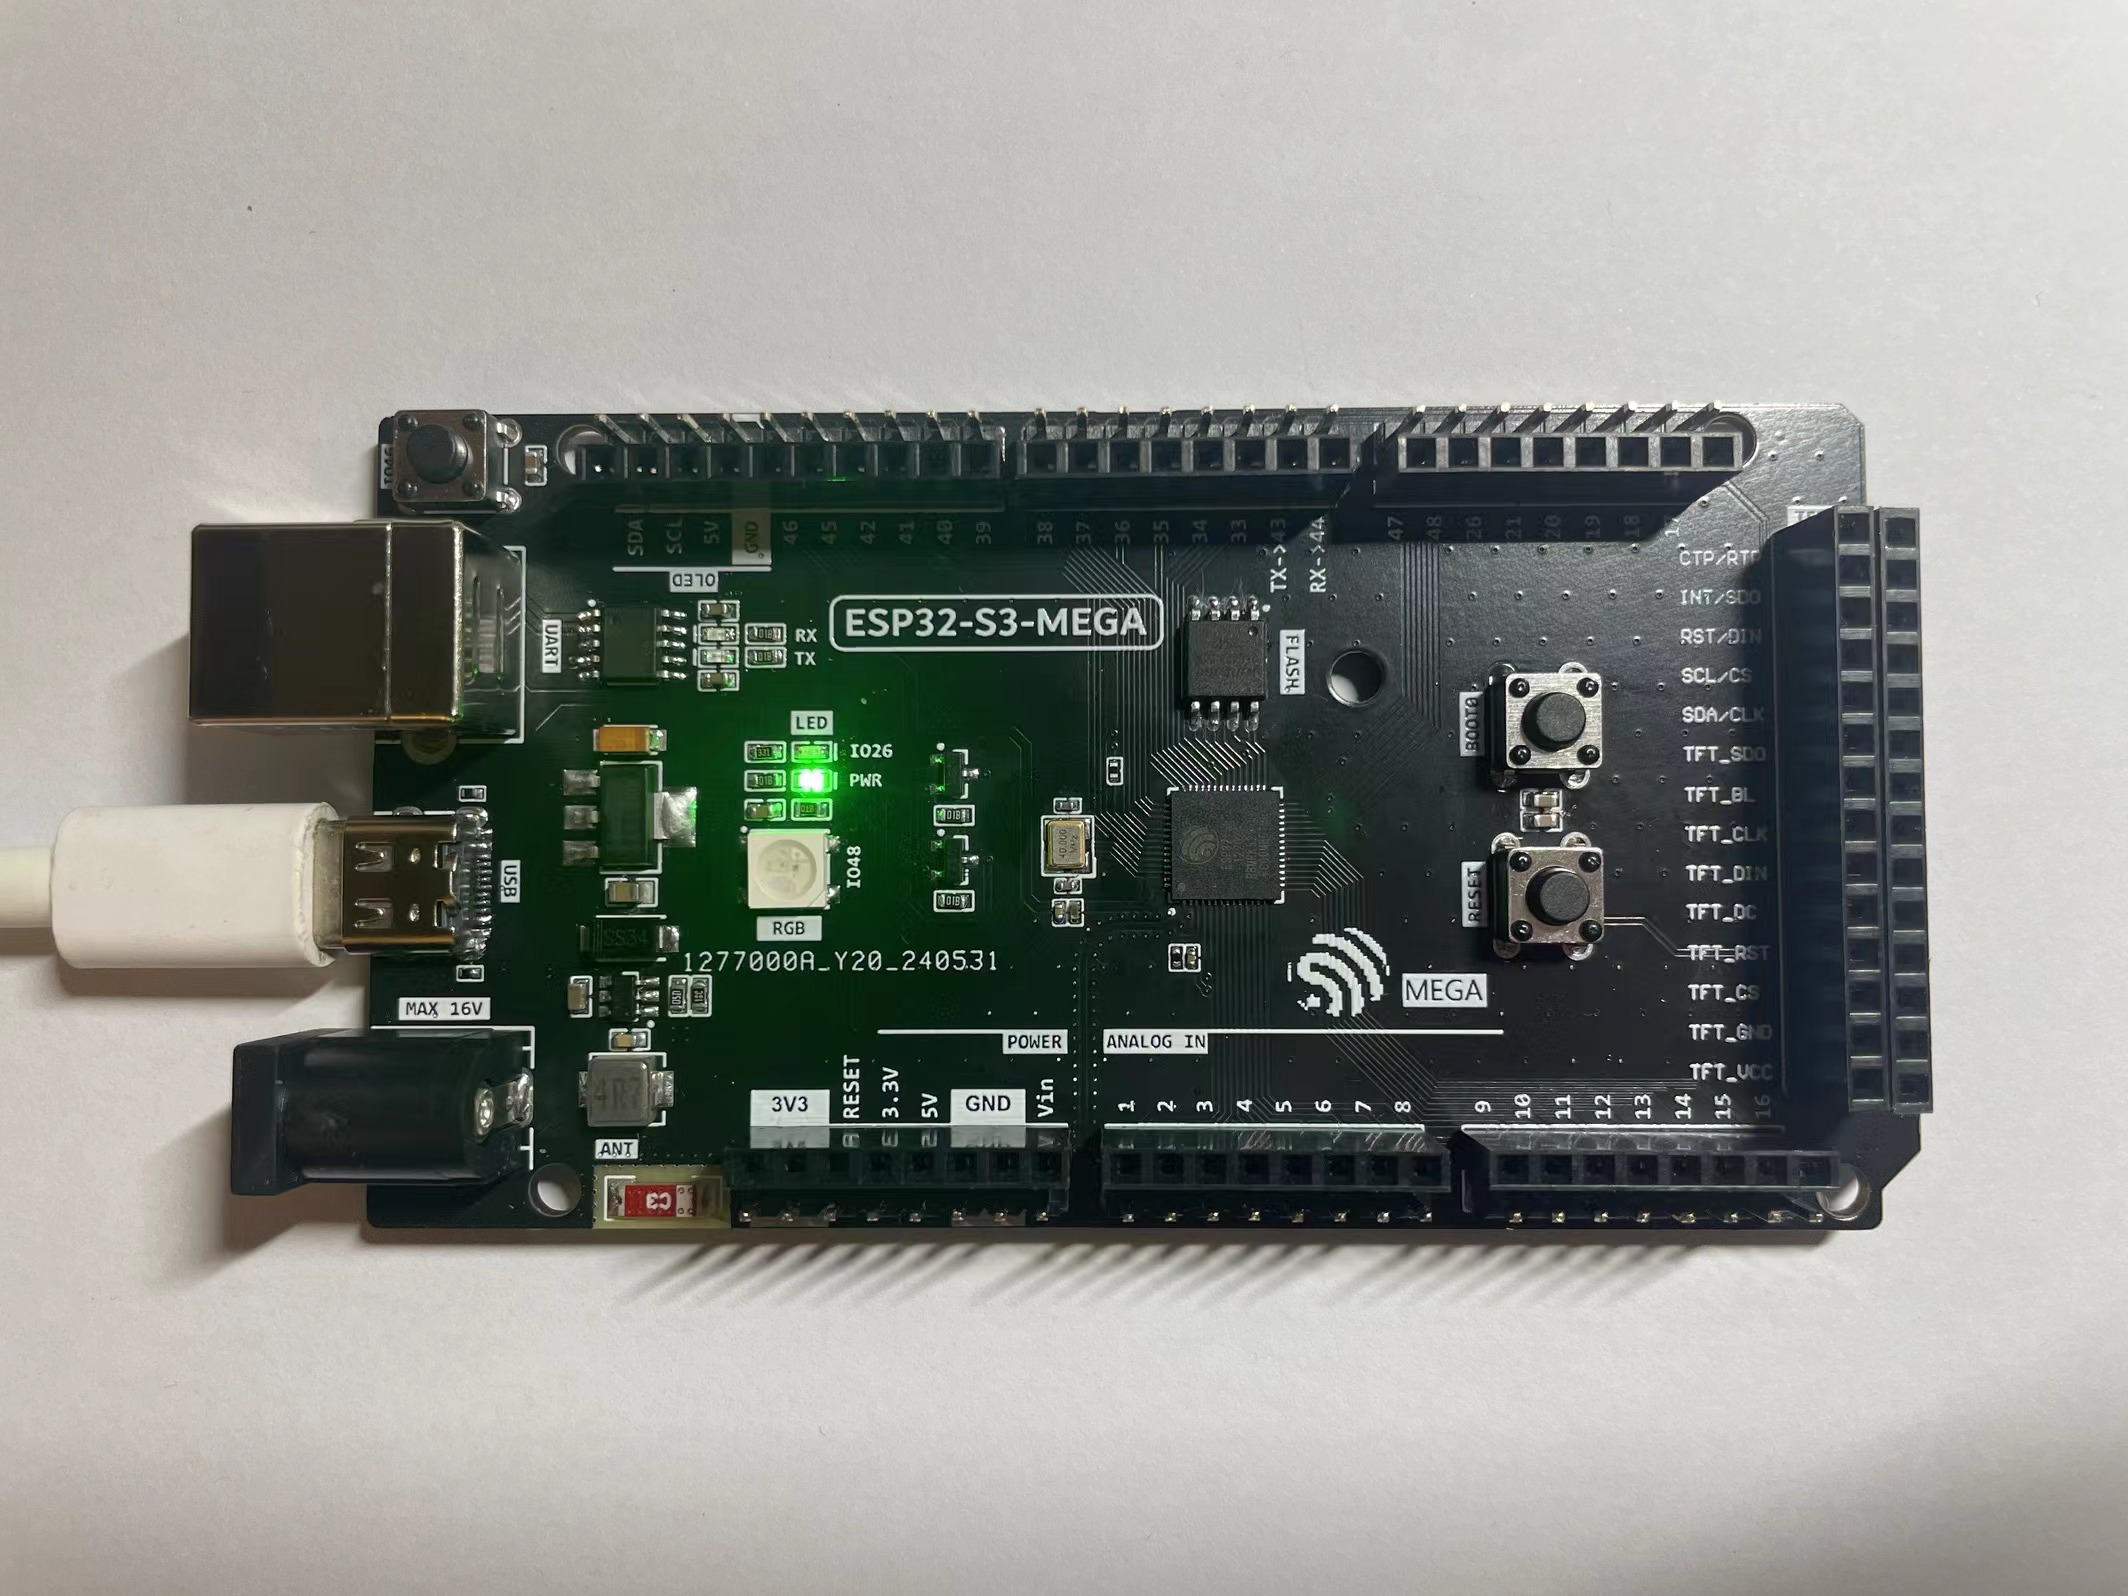 IO46
SDA SCL 5V GND 46 45 42 41 40 39
38 37 36 35 34 33 TX->43 RX->44
47 48 26 21 20 19 18
OLED
ESP32-S3-MEGA
UART
RX
TX
FLASH
CTP/RTP
INT/SDO
RST/DIN
SCL/CS
SDA/CLK
TFT_SDO
TFT_BL
TFT_CLK
TFT_DIN
TFT_DC
TFT_RST
TFT_CS
TFT_GND
TFT_VCC
LED
IO26
PWR
BOOT0
40.000
MHz
USB
IO48
RGB
RESET
SS34
1277000A_Y20_240531
MEGA
MAX 16V
POWER
ANALOG IN
4R7
3V3 RESET 3.3V 5V GND Vin
1 2 3 4 5 6 7 8
9 10 11 12 13 14 15 16
ANT
C3